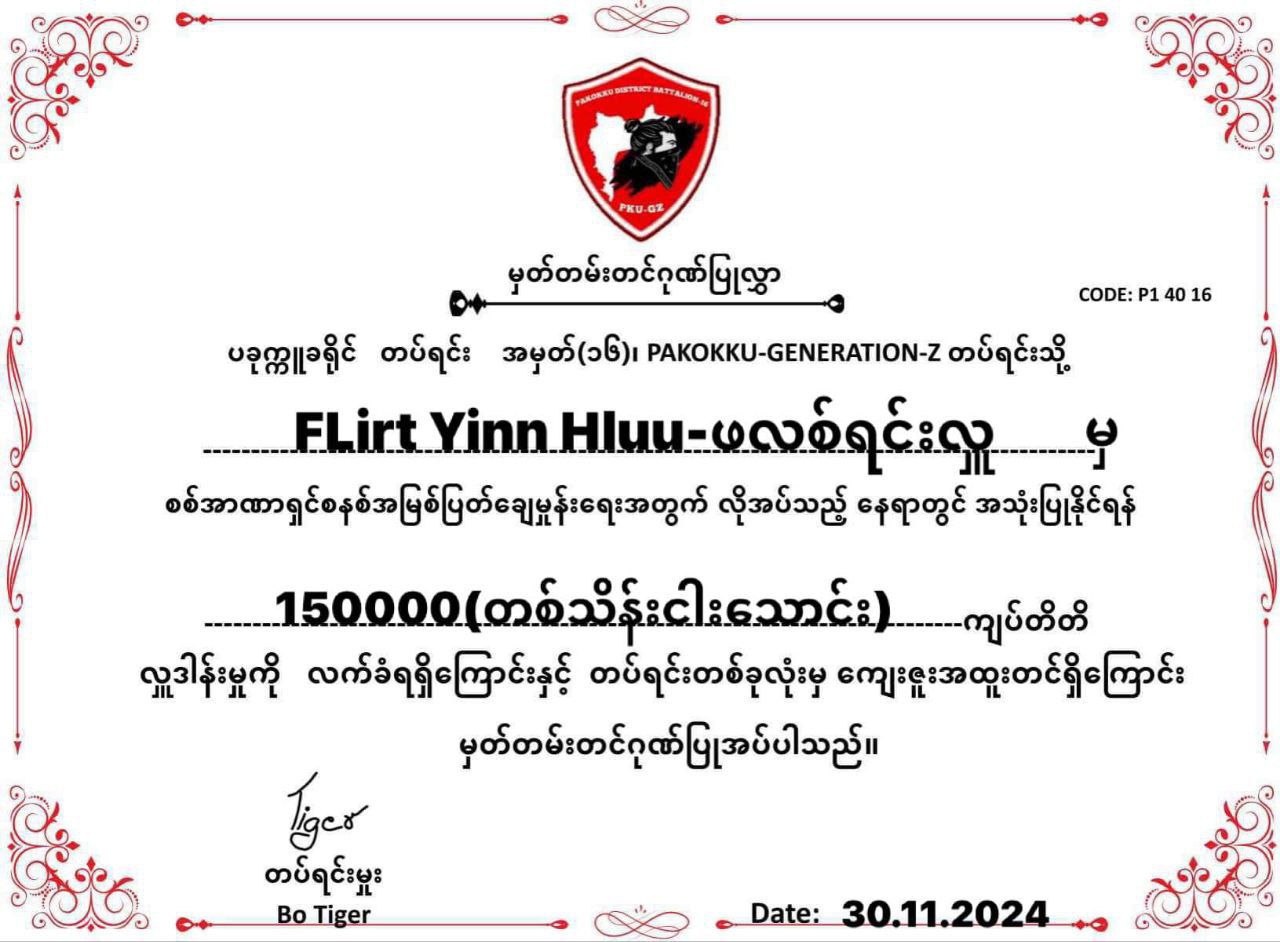 PAKOKKU DISTRICT BATTALION-16
PKU-GZ
မှတ်တမ်းတင်ဂုဏ်ပြုလွှာ
CODE: P1 40 16
ပခုက္ကူခရိုင် တပ်ရင်း အမှတ်(၁၆)၊ PAKOKKU-GENERATION-Z တပ်ရင်းသို့
FLirt Yinn Hluu-ဖလစ်ရင်းလှူ မှ
စစ်အာဏာရှင်စနစ်အမြစ်ပြတ်ချေမှုန်းရေးအတွက် လိုအပ်သည့် နေရာတွင် အသုံးပြုနိုင်ရန်
150000(တစ်သိန်းငါးသောင်း) ကျပ်တိတိ
လှူဒါန်းမှုကို လက်ခံရရှိကြောင်းနှင့် တပ်ရင်းတစ်ခုလုံးမှ ကျေးဇူးအထူးတင်ရှိကြောင်း
မှတ်တမ်းတင်ဂုဏ်ပြုအပ်ပါသည်။
Tiger
တပ်ရင်းမှူး
Bo Tiger
Date: 30.11.2024